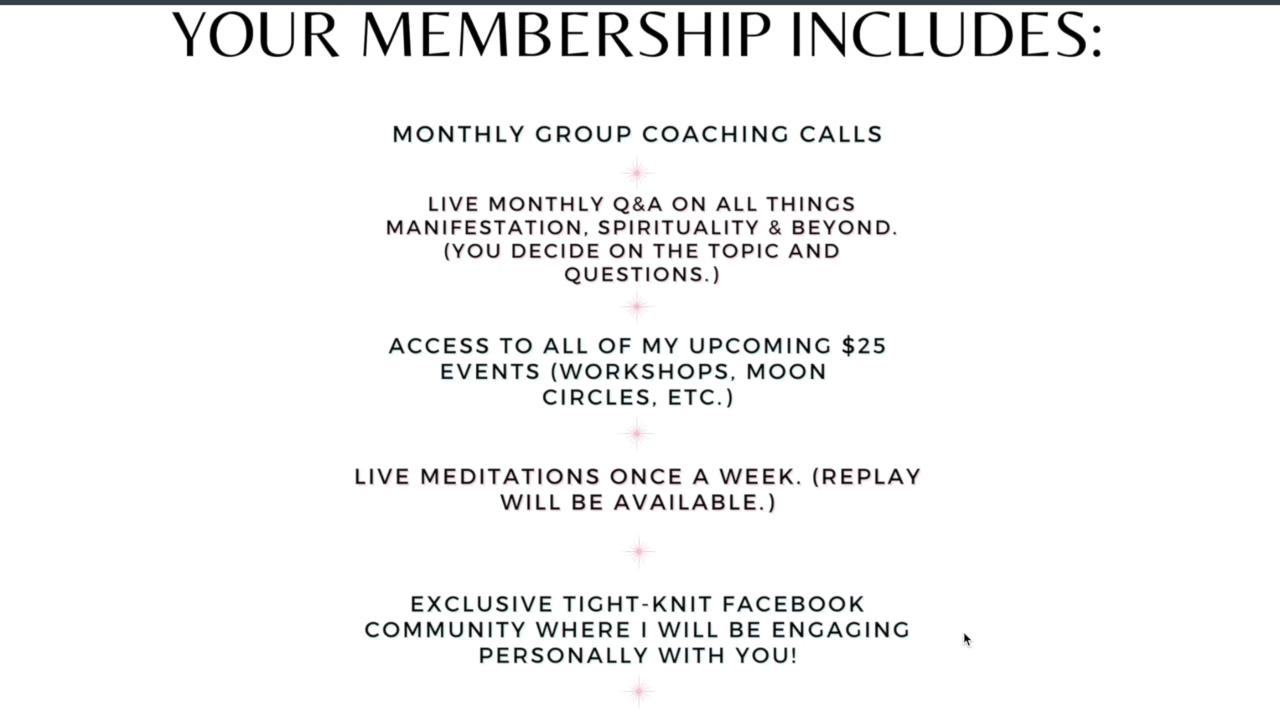 YOUR MEMBERSHIP INCLUDES:
MONTHLY GROUP COACHING CALLS
LIVE MONTHLY Q&A ON ALL THINGS
MANIFESTATION, SPIRITUALITY & BEYOND.
(YOU DECIDE ON THE TOPIC AND
QUESTIONS.)
ACCESS TO ALL OF MY UPCOMING $25
EVENTS (WORKSHOPS, MOON
CIRCLES, ETC.)
LIVE MEDITATIONS ONCE A WEEK. (REPLAY
WILL BE AVAILABLE.)
EXCLUSIVE TIGHT-KNIT FACEBOOK
COMMUNITY WHERE I WILL BE ENGAGING
PERSONALLY WITH YOU!